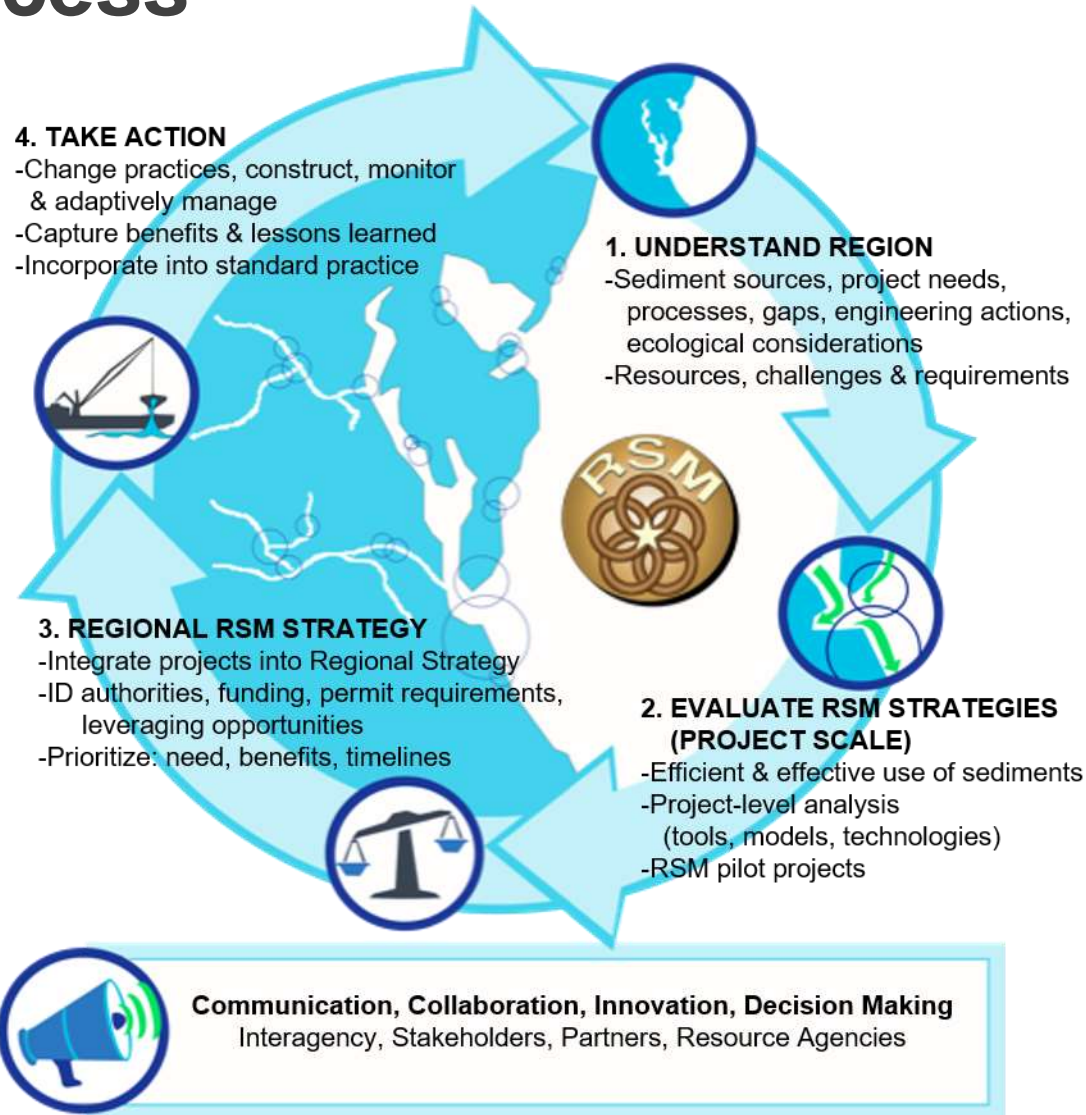 4. TAKE ACTION
-Change practices, construct, monitor
& adaptively manage
-Capture benefits & lessons learned
-Incorporate into standard practice
1. UNDERSTAND REGION
-Sediment sources, project needs,
processes, gaps, engineering actions,
ecological considerations
-Resources, challenges & requirements
RSM
3. REGIONAL RSM STRATEGY
-Integrate projects into Regional Strategy
-ID authorities, funding, permit requirements,
leveraging opportunities
-Prioritize: need, benefits, timelines
2. EVALUATE RSM STRATEGIES
(PROJECT SCALE)
-Efficient & effective use of sediments
-Project-level analysis
(tools, models, technologies)
-RSM pilot projects
Communication, Collaboration, Innovation, Decision Making
Interagency, Stakeholders, Partners, Resource Agencies